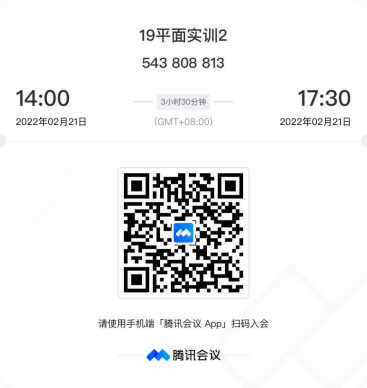 19平面实训2
543 808 813
14:00 3小时30分钟 17:30
2022年02月21日 (GMT+08:00) 2022年02月21日
请使用手机端「腾讯会议 App」扫码入会
腾讯会议